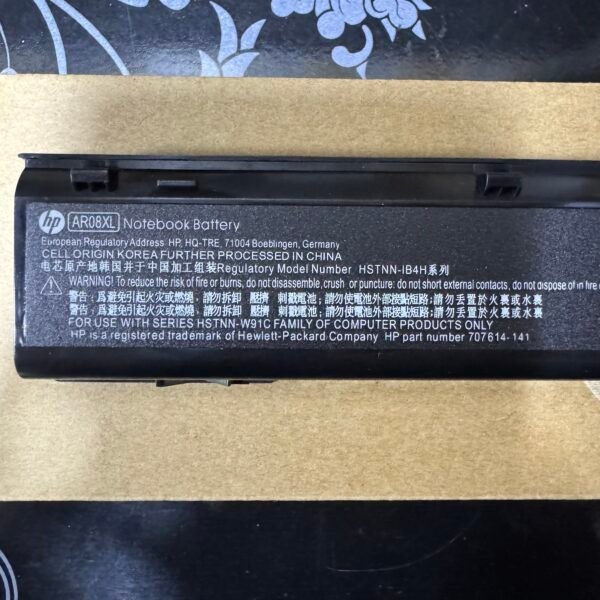 hp AR08XL Notebook Battery
European Regulatory Address HP, HQ-TRE, 71004 Boeblingen, Germany
CELL ORIGIN KOREA FURTHER PROCESSED IN CHINA
电芯原产地韩国并于中国加工组装Regulatory Model Number HSTNN-IB4H系列
WARNING! To reduce the risk of fire or burns, do not disassemble, crush, or puncture: do not short external contacts: do not dispose of in fire
警告: 爲避免引起火災或燃燒, 請勿拆卸 壓擠 刺戳電池; 請勿使電池外部接點短路; 請勿丟置於火裏或水裏
警告: 爲避免引起火災或燃燒, 請勿拆卸 壓擠 刺戳電池; 請勿使電池外部接點短路; 請勿丟置於火裏或水裏
FOR USE WITH SERIES HSTNN-W91C FAMILY OF COMPUTER PRODUCTS ONLY
HP is a registered trademark of Hewlett-Packard Company HP part number 707614-141